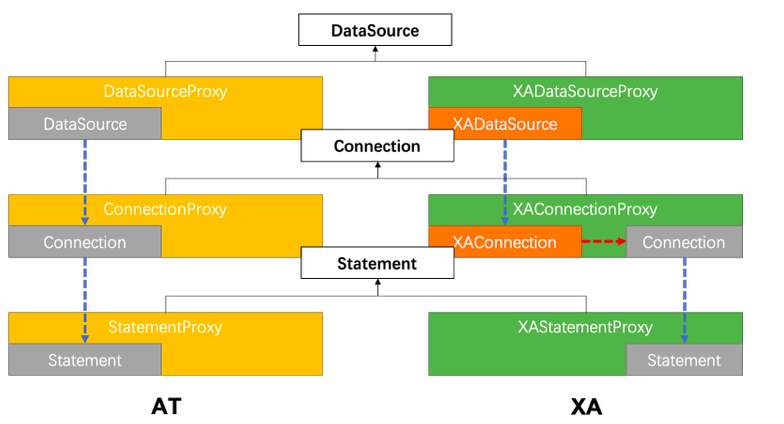 DataSource
DataSourceProxy
XADataSourceProxy
DataSource
XADataSource
Connection
ConnectionProxy
XAConnectionProxy
Connection
XAConnection
Connection
Statement
StatementProxy
XAStatementProxy
Statement
Statement
AT
XA